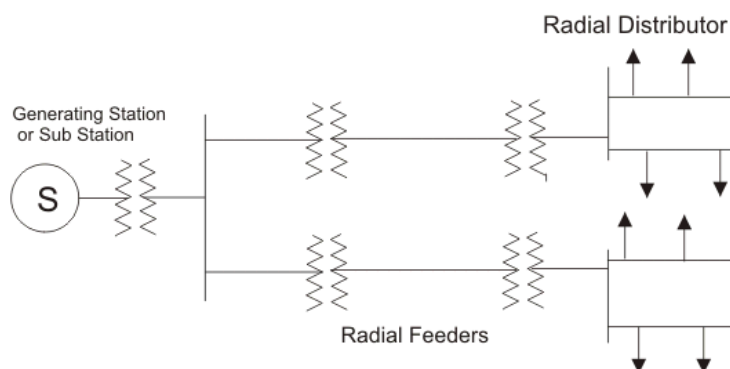 Radial Distributor
Generating Station
or Sub Station
S
Radial Feeders